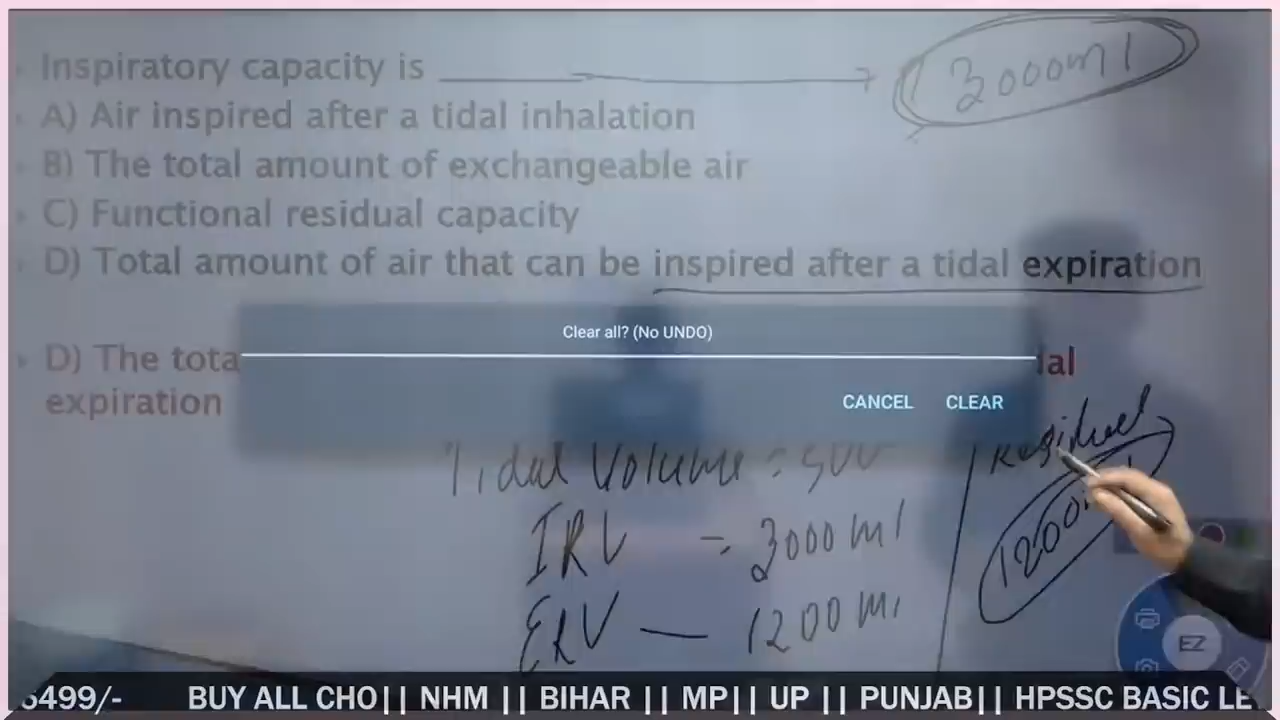 Inspiratory capacity is ____ 3000ml
A) Air inspired after a tidal inhalation
B) The total amount of exchangeable air
C) Functional residual capacity
D) Total amount of air that can be inspired after a tidal expiration
Clear all? (No UNDO)
D) The tota
expiration
CANCEL CLEAR
Tidal Volume = 500
Residual
IRV = 3000 ml
1200
ERV — 1200 ml
EZ
6499/- BUY ALL CHO|| NHM || BIHAR || MP|| UP || PUNJAB|| HPSSC BASIC LE